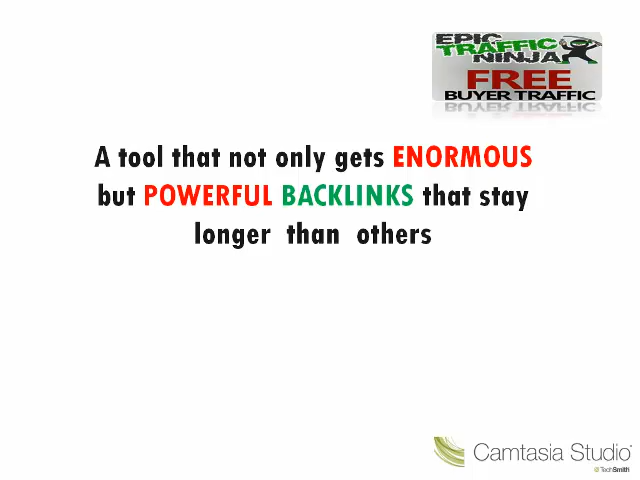 EPIC
TRAFFIC
NINJA
FREE
BUYER TRAFFIC
A tool that not only gets ENORMOUS
but POWERFUL BACKLINKS that stay
longer than others
Camtasia Studio
TechSmith